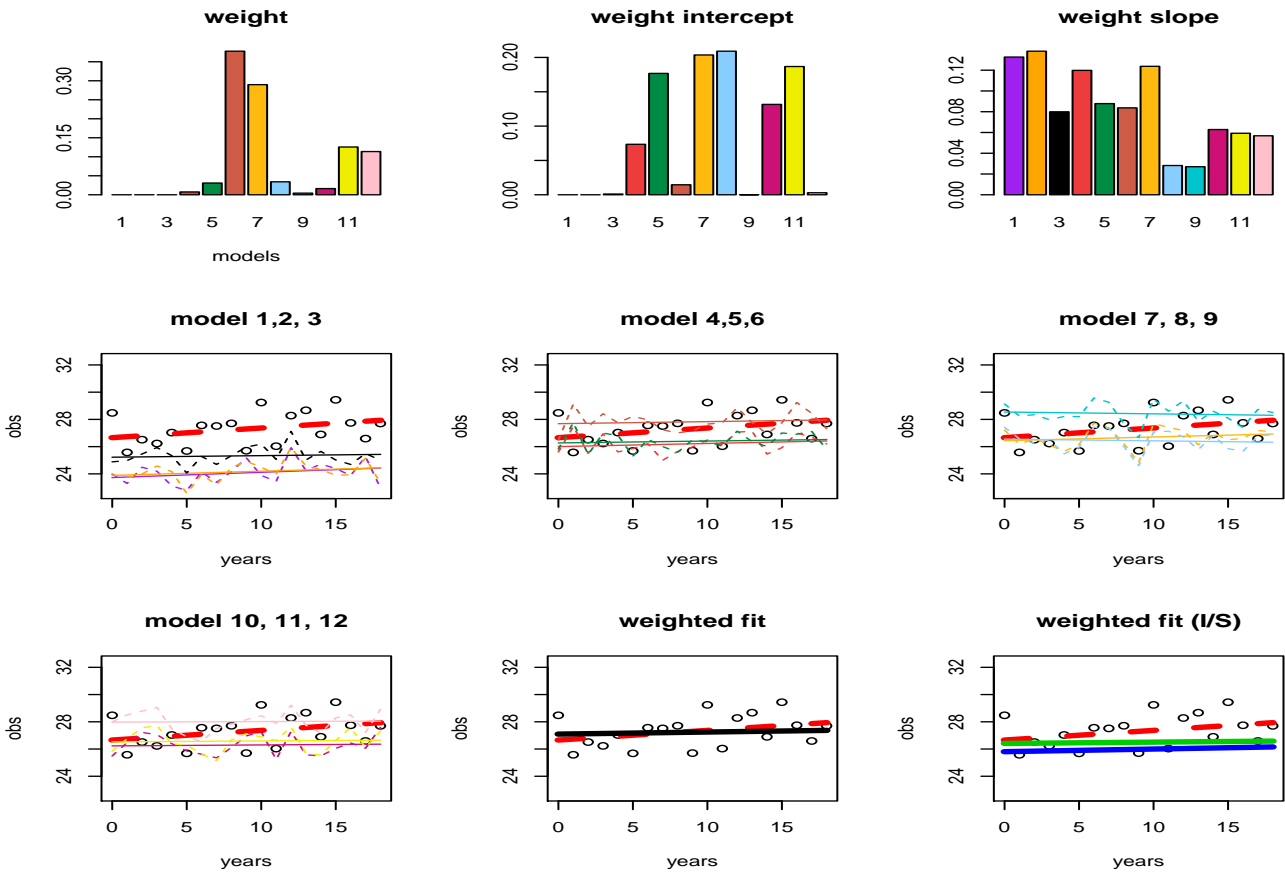 weight
weight intercept
weight slope
0.00 0.15 0.30
0.00 0.10 0.20
0.00 0.04 0.08 0.12
1 3 5 7 9 11
1 3 5 7 9 11
1 3 5 7 9 11
models
model 1,2, 3
model 4,5,6
model 7, 8, 9
obs
24 28 32
0 5 10 15
years
obs
24 28 32
0 5 10 15
years
obs
24 28 32
0 5 10 15
years
model 10, 11, 12
weighted fit
weighted fit (I/S)
obs
24 28 32
0 5 10 15
years
obs
24 28 32
0 5 10 15
years
obs
24 28 32
0 5 10 15
years